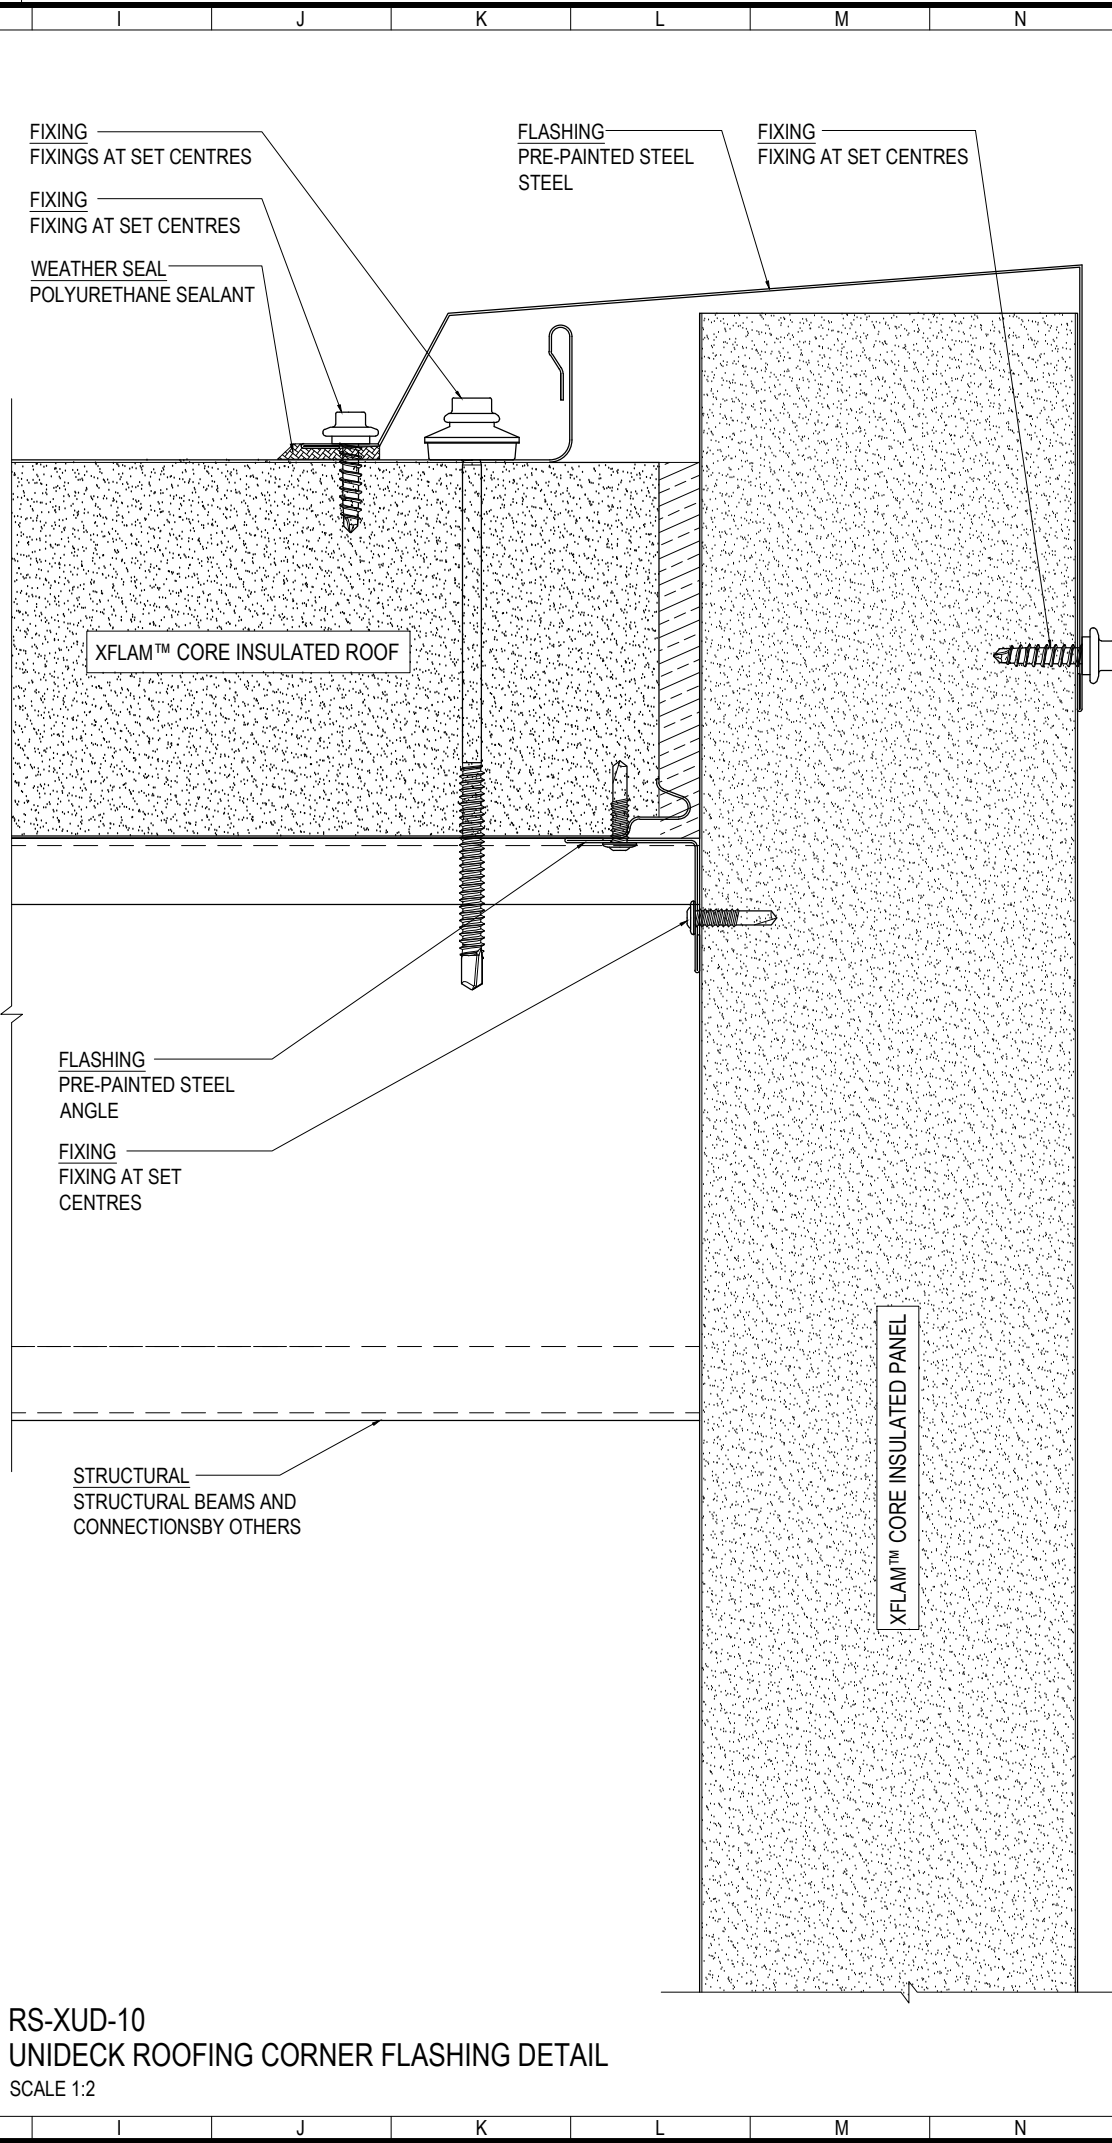 I J K L M N
FIXING
FIXINGS AT SET CENTRES
FIXING
FIXING AT SET CENTRES
WEATHER SEAL
POLYURETHANE SEALANT
FLASHING
PRE-PAINTED STEEL
STEEL
FIXING
FIXING AT SET CENTRES
XFLAM™ CORE INSULATED ROOF
FLASHING
PRE-PAINTED STEEL
ANGLE
FIXING
FIXING AT SET
CENTRES
XFLAM™ CORE INSULATED PANEL
STRUCTURAL
STRUCTURAL BEAMS AND
CONNECTIONSBY OTHERS
RS-XUD-10
UNIDECK ROOFING CORNER FLASHING DETAIL
SCALE 1:2
I J K L M N